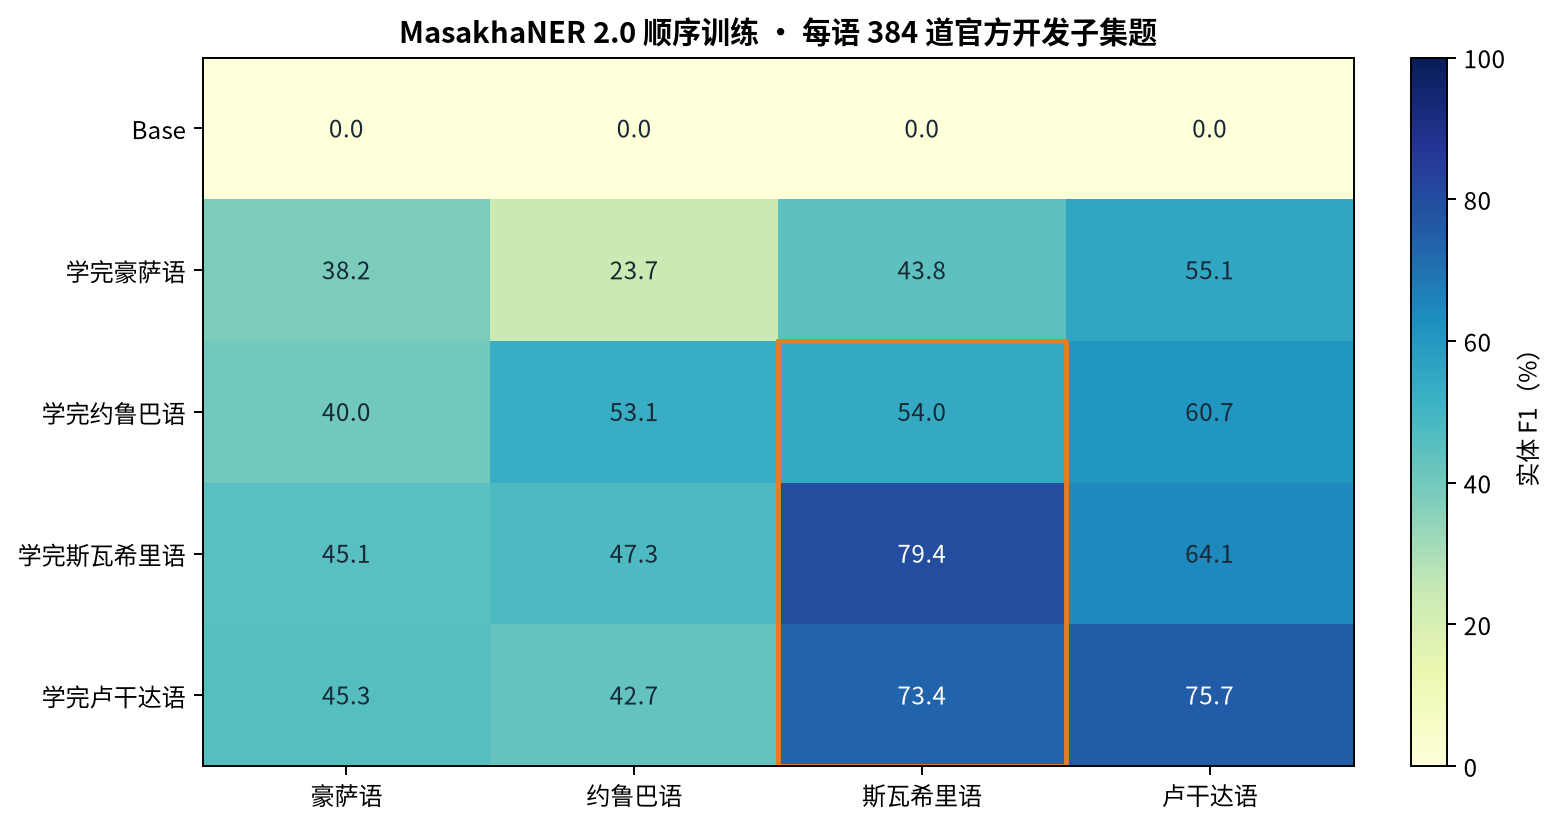 MasakhaNER 2.0 顺序训练 · 每语 384 道官方开发子集题
Base 0.0 0.0 0.0 0.0
学完豪萨语 38.2 23.7 43.8 55.1
学完约鲁巴语 40.0 53.1 54.0 60.7
学完斯瓦希里语 45.1 47.3 79.4 64.1
学完卢干达语 45.3 42.7 73.4 75.7
豪萨语 约鲁巴语 斯瓦希里语 卢干达语
100
80
60
40
20
0
实体 F1（%）